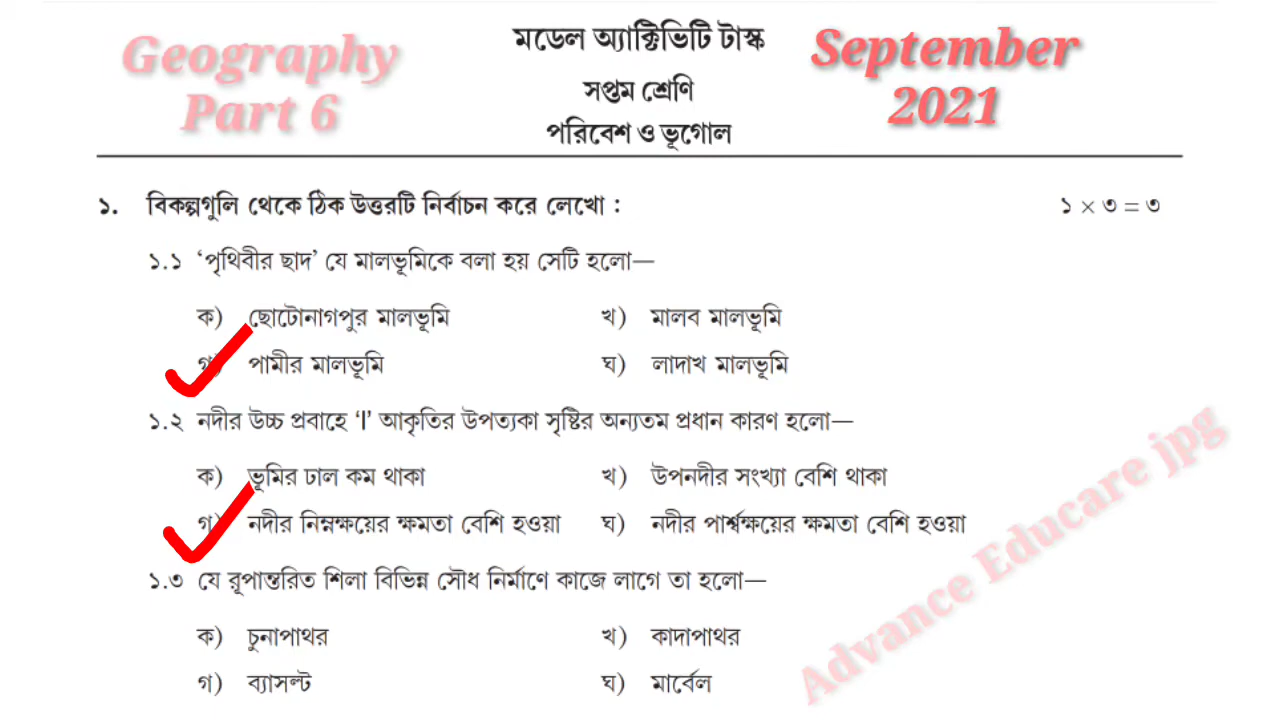 Geography
Part 6
মডেল অ্যাক্টিভিটি টাস্ক
সপ্তম শ্রেণি
পরিবেশ ও ভূগোল
September
2021
১. বিকল্পগুলি থেকে ঠিক উত্তরটি নির্বাচন করে লেখো : ১ × ৩ = ৩
১.১ ‘পৃথিবীর ছাদ’ যে মালভূমিকে বলা হয় সেটি হলো—
ক) ছোটোনাগপুর মালভূমি খ) মালব মালভূমি
গ) পামীর মালভূমি ঘ) লাদাখ মালভূমি
১.২ নদীর উচ্চ প্রবাহে ‘I’ আকৃতির উপত্যকা সৃষ্টির অন্যতম প্রধান কারণ হলো—
ক) ভূমির ঢাল কম থাকা খ) উপনদীর সংখ্যা বেশি থাকা
গ) নদীর নিম্নক্ষয়ের ক্ষমতা বেশি হওয়া ঘ) নদীর পার্শ্বক্ষয়ের ক্ষমতা বেশি হওয়া
১.৩ যে রূপান্তরিত শিলা বিভিন্ন সৌধ নির্মাণে কাজে লাগে তা হলো—
ক) চুনাপাথর খ) কাদাপাথর
গ) ব্যাসল্ট ঘ) মার্বেল
Advance Educare jpg